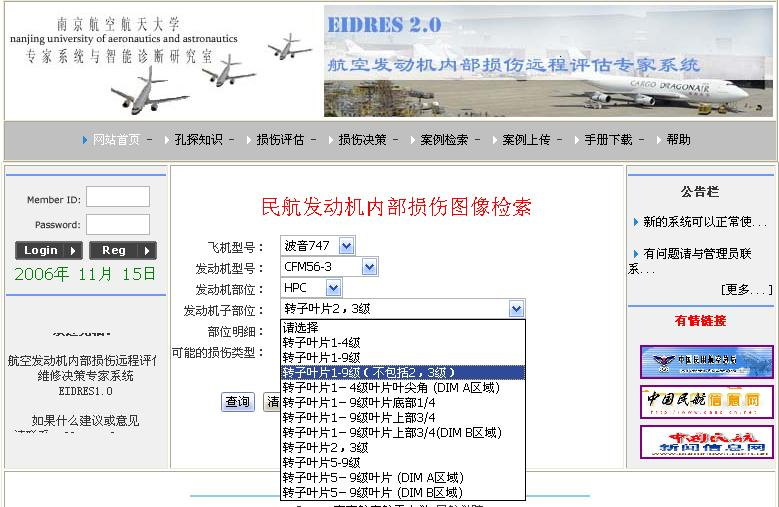 南京航空航天大学
nanjing university of aeronautics and astronautics
专家系统与智能诊断研究室
EIDRES 2.0
航空发动机内部损伤远程评估专家系统
CARGO DRAGONAIR
网站首页 - 孔探知识 - 损伤评估 - 损伤决策 - 案例检索 - 案例上传 - 手册下载 - 帮助
Member ID:
Password:
Login
Reg
2006年 11月 15日
航空发动机内部损伤远程评估
维修决策专家系统
EIDRES1.0
如果什么建议或意见
民航发动机内部损伤图像检索
飞机型号：
波音747
发动机型号：
CFM56-3
发动机部位：
HPC
发动机子部位：
转子叶片2，3级
部位明细：
可能的损伤类型：
请选择
转子叶片1-4级
转子叶片1-9级
转子叶片1-9级（不包括2，3级）
转子叶片1－4级叶片叶尖角 (DIM A区域)
转子叶片1－9级叶片底部1/4
转子叶片1－9级叶片上部3/4
转子叶片1－9级叶片上部3/4(DIM B区域)
转子叶片2，3级
转子叶片5-9级
转子叶片5－9级叶片 (DIM A区域)
转子叶片5－9级叶片 (DIM B区域)
查询
公告栏
新的系统可以正常使...
有问题请与管理员联
系...
[更多...]
友情链接
中国民用航空总局
中国民航信息网
中国民航
新闻信息网